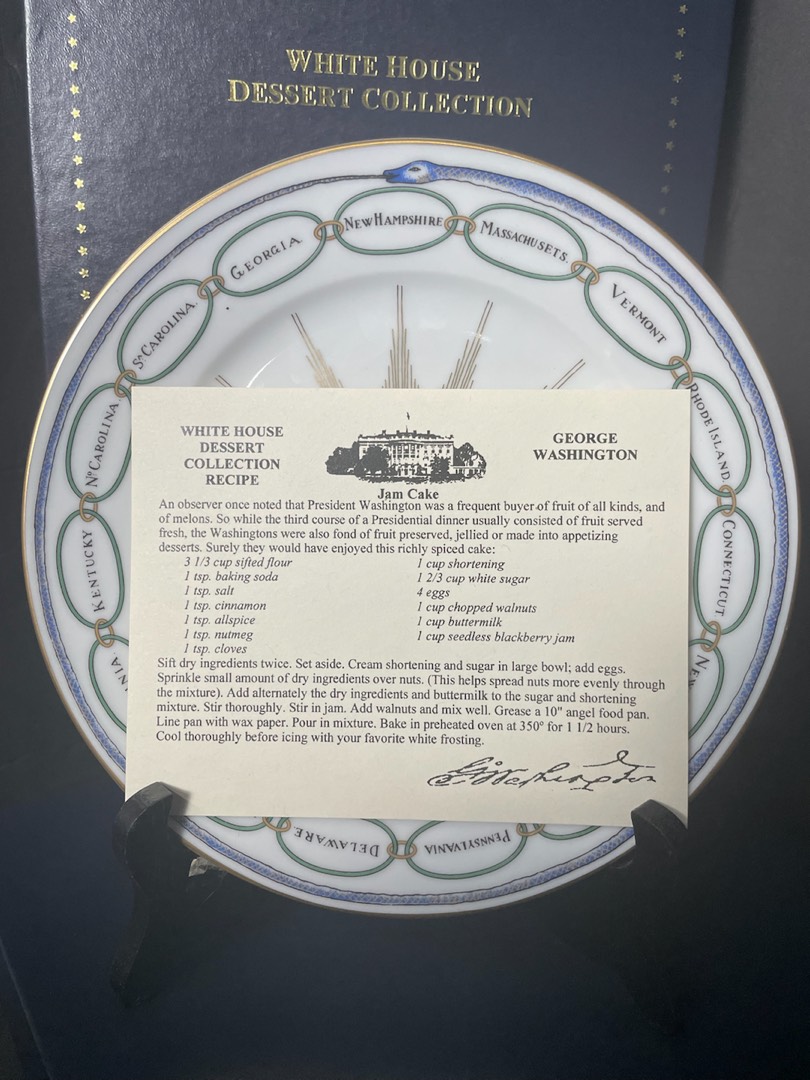 WHITE HOUSE
DESSERT COLLECTION
NEW HAMPSHIRE
MASSACHUSETS.
VERMONT
RHODE ISLAND.
CONNECTICUT
NEW
PENNSYLVANIA
DELAWARE.
NIA.
KENTUCKY
No CAROLINA
So CAROLINA.
GEORGIA.
WHITE HOUSE
DESSERT
COLLECTION
RECIPE
GEORGE
WASHINGTON
Jam Cake
An observer once noted that President Washington was a frequent buyer of fruit of all kinds, and
of melons. So while the third course of a Presidential dinner usually consisted of fruit served
fresh, the Washingtons were also fond of fruit preserved, jellied or made into appetizing
desserts. Surely they would have enjoyed this richly spiced cake:
3 1/3 cup sifted flour
1 tsp. baking soda
1 tsp. salt
1 tsp. cinnamon
1 tsp. allspice
1 tsp. nutmeg
1 tsp. cloves
1 cup shortening
1 2/3 cup white sugar
4 eggs
1 cup chopped walnuts
1 cup buttermilk
1 cup seedless blackberry jam
Sift dry ingredients twice. Set aside. Cream shortening and sugar in large bowl; add eggs.
Sprinkle small amount of dry ingredients over nuts. (This helps spread nuts more evenly through
the mixture). Add alternately the dry ingredients and buttermilk to the sugar and shortening
mixture. Stir thoroughly. Stir in jam. Add walnuts and mix well. Grease a 10" angel food pan.
Line pan with wax paper. Pour in mixture. Bake in preheated oven at 350° for 1 1/2 hours.
Cool thoroughly before icing with your favorite white frosting.
G:Washington